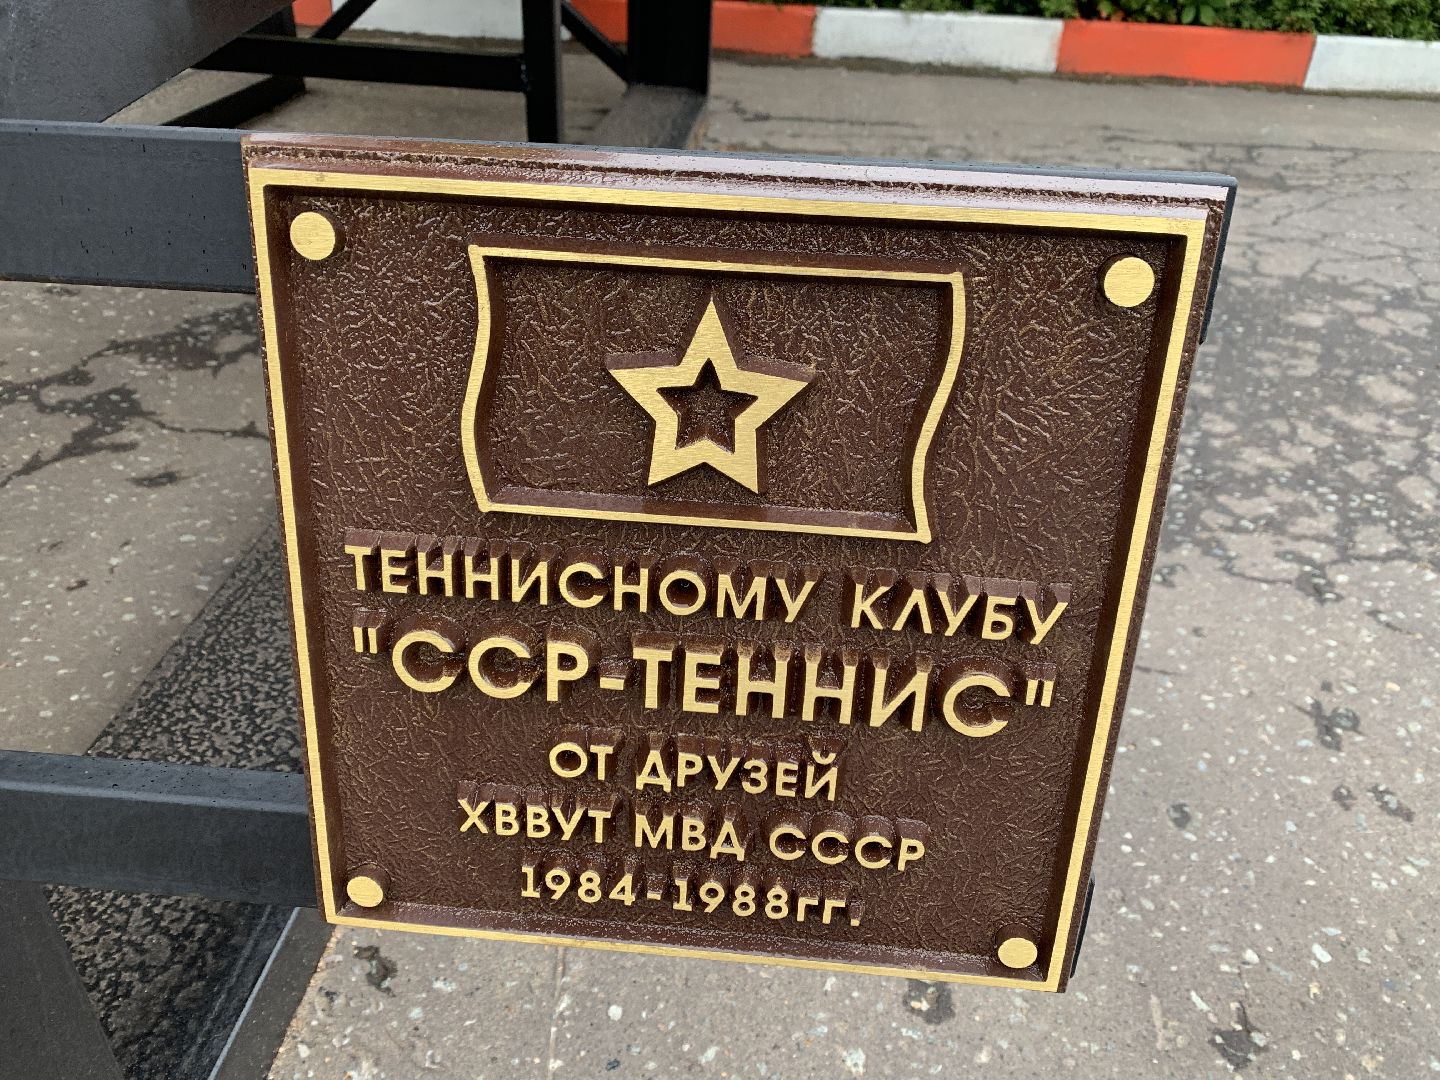 ТЕННИСНОМУ КЛУБУ
"ССР-ТЕННИС"
ОТ ДРУЗЕЙ
ХВВУТ МВД СССР
1984-1988гг.